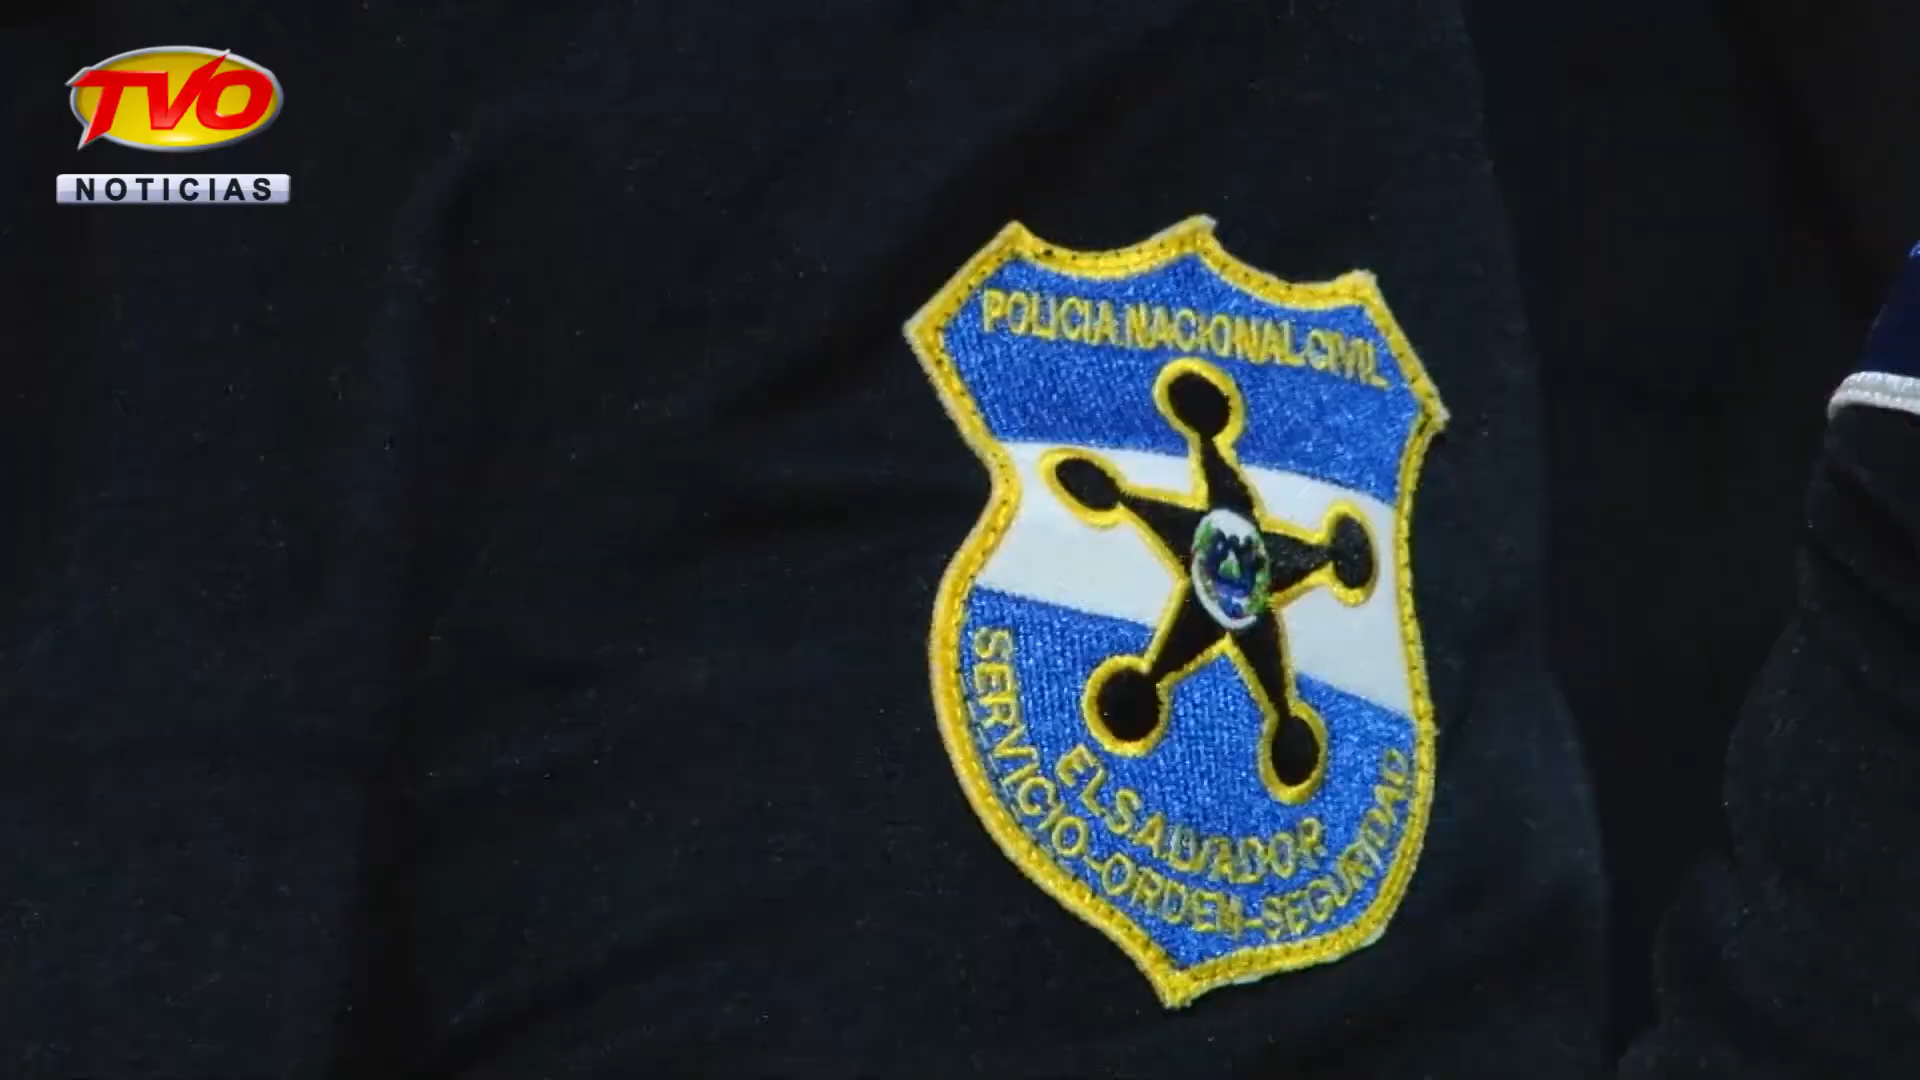 TVO
NOTICIAS
POLICIA NACIONAL CIVIL
EL SALVADOR
SERVICIO-ORDEN-SEGURIDAD